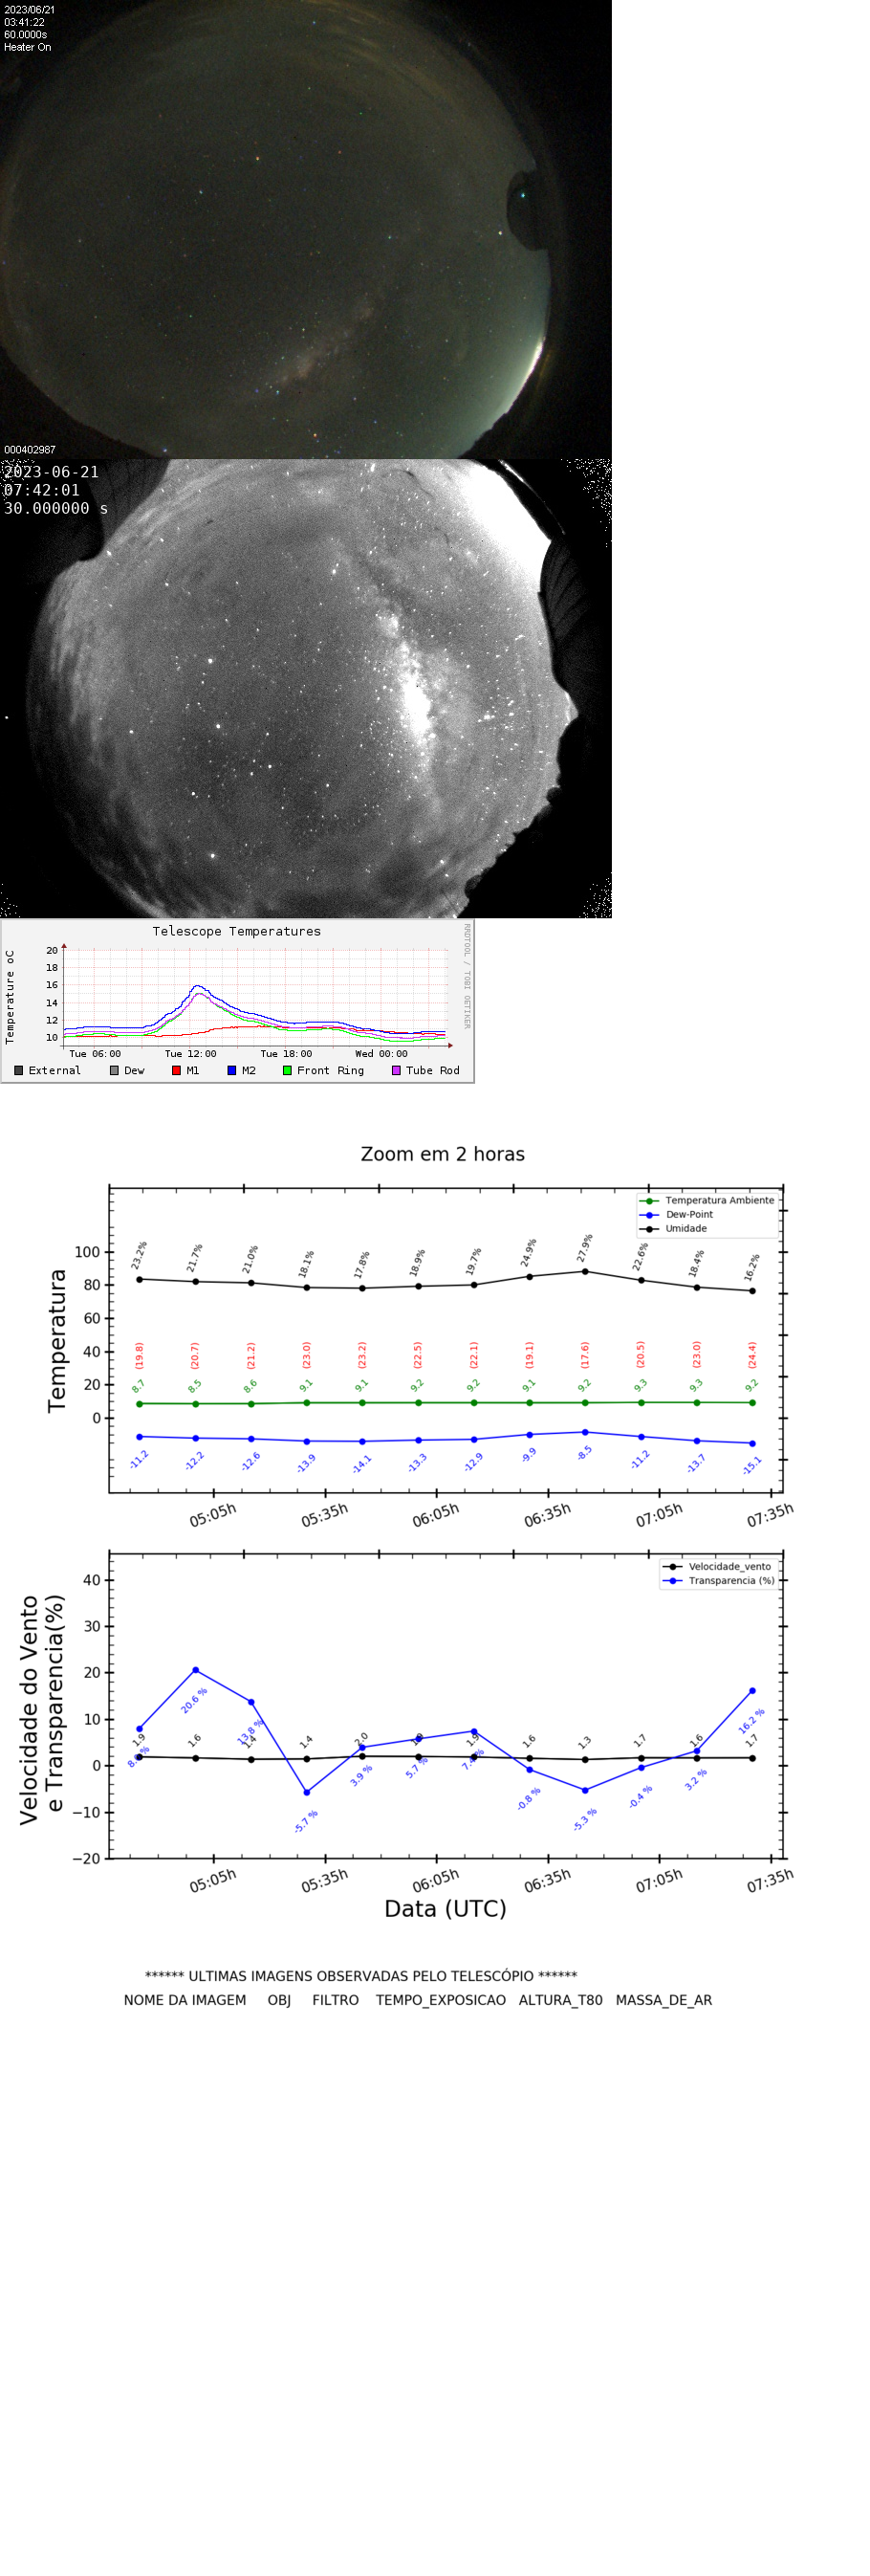 2023/06/21
03:41:22
60.0000s
Heater On
000402987
2023-06-21
07:42:01
30.000000 s
Telescope Temperatures
RRDTOOL / TOBI OETIKER
Temperature oC
20
18
16
14
12
10
Tue 06:00 Tue 12:00 Tue 18:00 Wed 00:00
External Dew M1 M2 Front Ring Tube Rod
Zoom em 2 horas
Temperatura Ambiente
Dew-Point
Umidade
Temperatura
100
80
60
40
20
0
23.2% 21.7% 21.0% 18.1% 17.8% 18.9% 19.7% 24.9% 27.9% 22.6% 18.4% 16.2%
(19.8) (20.7) (21.2) (23.0) (23.2) (22.5) (22.1) (19.1) (17.6) (20.5) (23.0) (24.4)
8.7 8.5 8.6 9.1 9.1 9.2 9.2 9.1 9.2 9.3 9.3 9.2
-11.2 -12.2 -12.6 -13.9 -14.1 -13.3 -12.9 -9.9 -8.5 -11.2 -13.7 -15.1
05:05h 05:35h 06:05h 06:35h 07:05h 07:35h
Velocidade_vento
Transparencia (%)
Velocidade do Vento
e Transparencia(%)
40
30
20
10
0
−10
−20
1.9 1.6 1.4 1.4 2.0 1.9 1.6 1.3 1.7 1.6 1.7
20.6 % 13.8 % -5.7 % 3.9 % 5.7 % -0.8 % -5.3 % -0.4 % 3.2 % 16.2 %
05:05h 05:35h 06:05h 06:35h 07:05h 07:35h
Data (UTC)
****** ULTIMAS IMAGENS OBSERVADAS PELO TELESCÓPIO ******
NOME DA IMAGEM OBJ FILTRO TEMPO_EXPOSICAO ALTURA_T80 MASSA_DE_AR